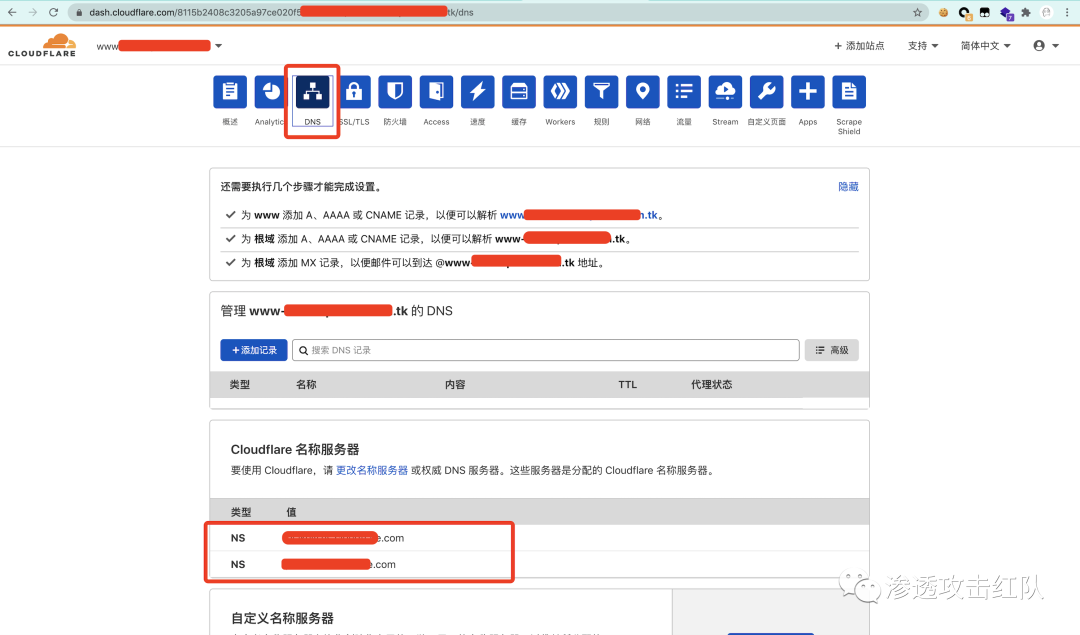 dash.cloudflare.com/8115b2408c3205a97ce020f tk/dns
CLOUDFLARE
www
添加站点
支持
简体中文
概述
Analytic
DNS
SSL/TLS
防火墙
Access
速度
缓存
Workers
规则
网络
流量
Stream
自定义页面
Apps
Scrape Shield
还需要执行几个步骤才能完成设置。
隐藏
为 www 添加 A、AAAA 或 CNAME 记录，以便可以解析 www .tk。
为 根域 添加 A、AAAA 或 CNAME 记录，以便可以解析 www- .tk。
为 根域 添加 MX 记录，以便邮件可以到达 @www- .tk 地址。
管理 www- .tk 的 DNS
+添加记录
搜索 DNS 记录
高级
类型 名称 内容 TTL 代理状态
Cloudflare 名称服务器
要使用 Cloudflare，请 更改名称服务器 或权威 DNS 服务器。这些服务器是分配的 Cloudflare 名称服务器。
类型 值
NS e.com
NS .com
自定义名称服务器
渗透攻击红队